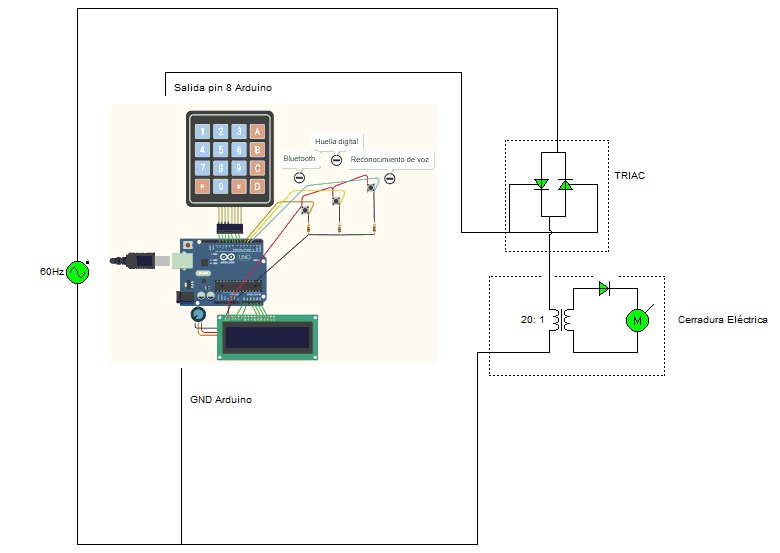 Salida pin 8 Arduino
1 2 3 A
4 5 6 B
7 8 9 C
* 0 # D
Huella digital
Bluetooth
Reconocimiento de voz
TRIAC
UNO
60Hz
20: 1
M
Cerradura Eléctrica
GND Arduino